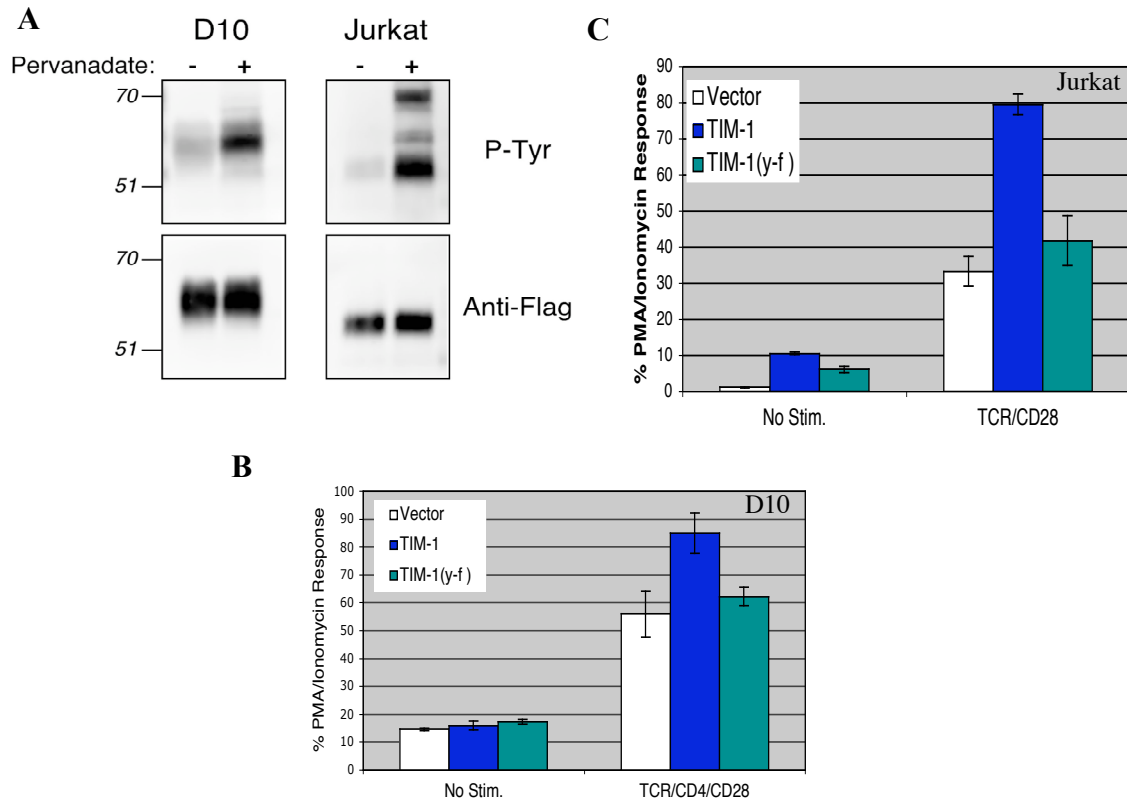 A
D10 Jurkat
Pervanadate: - + - +
70
51
P-Tyr
70
51
Anti-Flag
C
% PMA/Ionomycin Response
90
80
70
60
50
40
30
20
10
0
Vector
TIM-1
TIM-1(y-f )
Jurkat
No Stim. TCR/CD28
B
% PMA/Ionomycin Response
100
90
80
70
60
50
40
30
20
10
0
Vector
TIM-1
TIM-1(y-f )
D10
No Stim. TCR/CD4/CD28